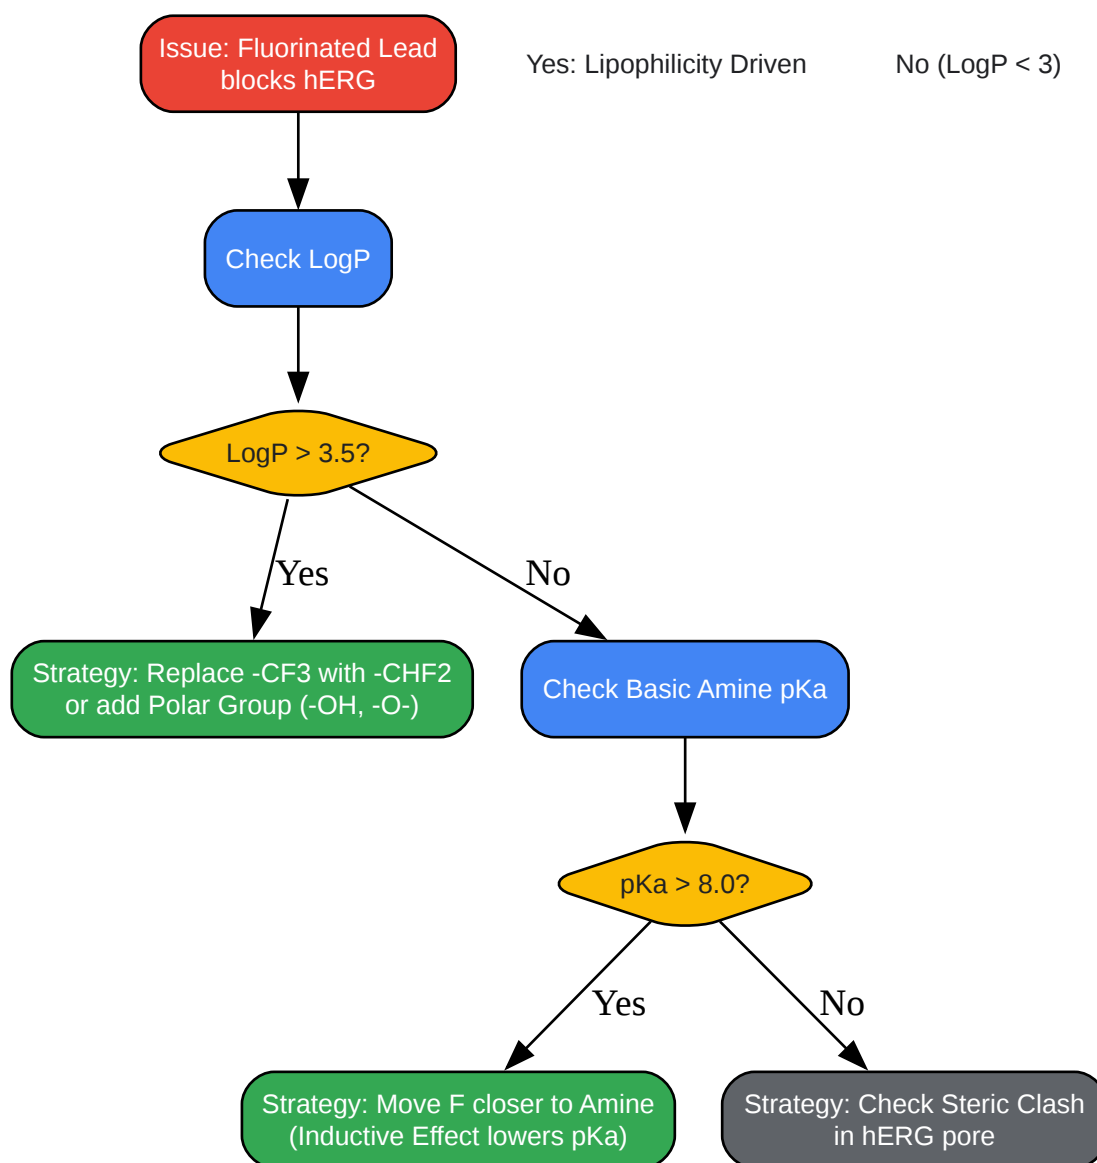 Issue: Fluorinated Lead
blocks hERG
Yes: Lipophilicity Driven
No (LogP < 3)
Check LogP
LogP > 3.5?
Yes
No
Strategy: Replace -CF3 with -CHF2
or add Polar Group (-OH, -O-)
Check Basic Amine pKa
pKa > 8.0?
Yes
No
Strategy: Move F closer to Amine
(Inductive Effect lowers pKa)
Strategy: Check Steric Clash
in hERG pore